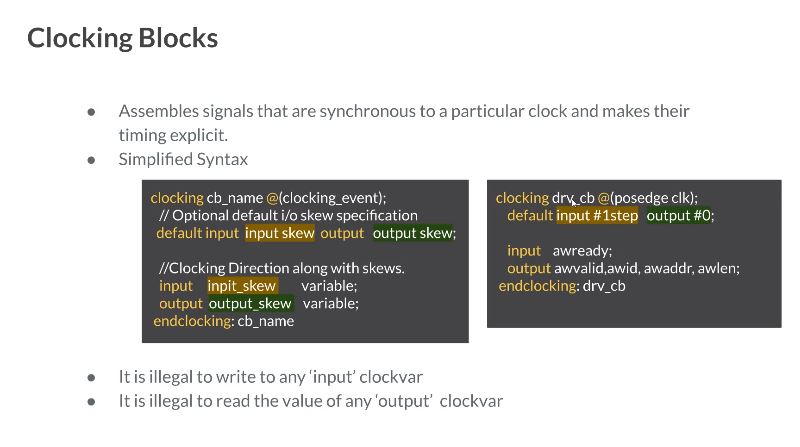 Clocking Blocks
● Assembles signals that are synchronous to a particular clock and makes their
timing explicit.
● Simplified Syntax
clocking cb_name @(clocking_event);
// Optional default i/o skew specification
default input input skew output output skew;
//Clocking Direction along with skews.
input inpit_skew variable;
output output_skew variable;
endclocking: cb_name
clocking drv_cb @(posedge clk);
default input #1step output #0;
input awready;
output awvalid,awid, awaddr, awlen;
endclocking: drv_cb
● It is illegal to write to any ‘input’ clockvar
● It is illegal to read the value of any ‘output’ clockvar